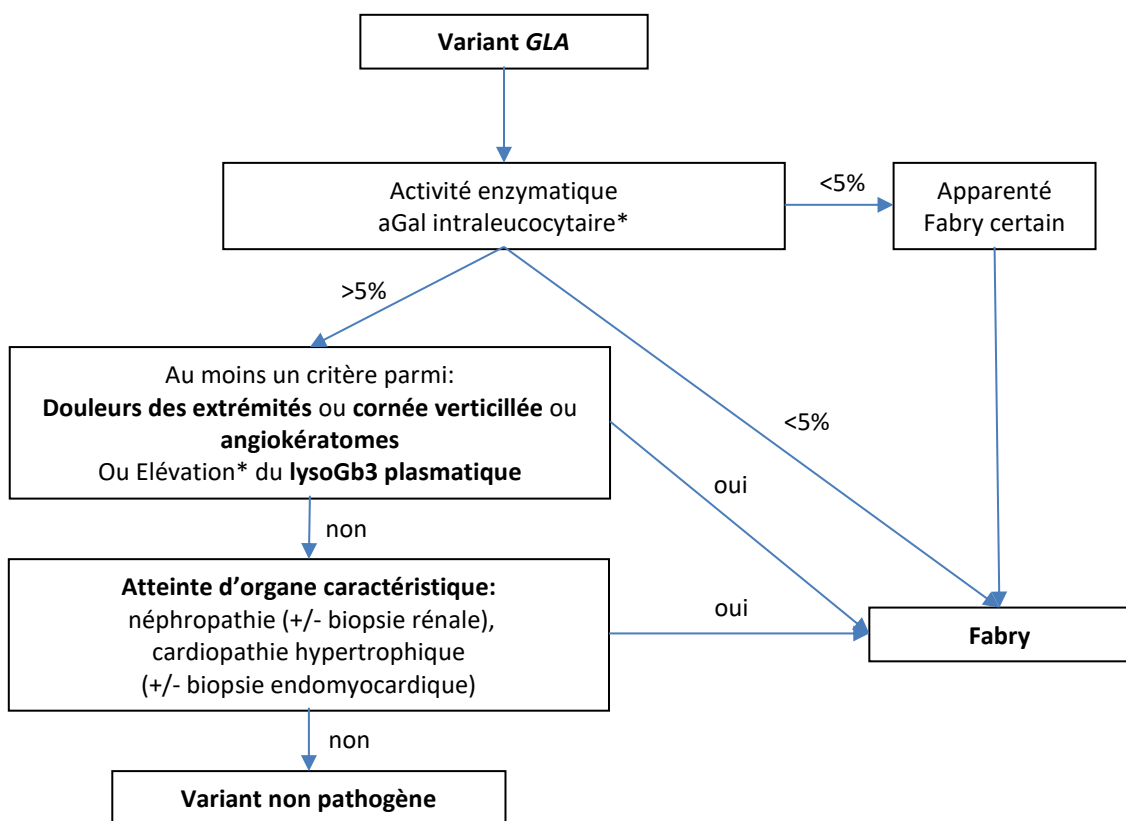 Variant GLA
Activité enzymatique
aGal intraleucocytaire*
<5%
Apparenté
Fabry certain
>5%
Au moins un critère parmi:
Douleurs des extrémités ou cornée verticillée ou
angiokératomes
Ou Elévation* du lysoGb3 plasmatique
<5%
oui
non
Atteinte d’organe caractéristique:
néphropathie (+/- biopsie rénale),
cardiopathie hypertrophique
(+/- biopsie endomyocardique)
oui
Fabry
non
Variant non pathogène